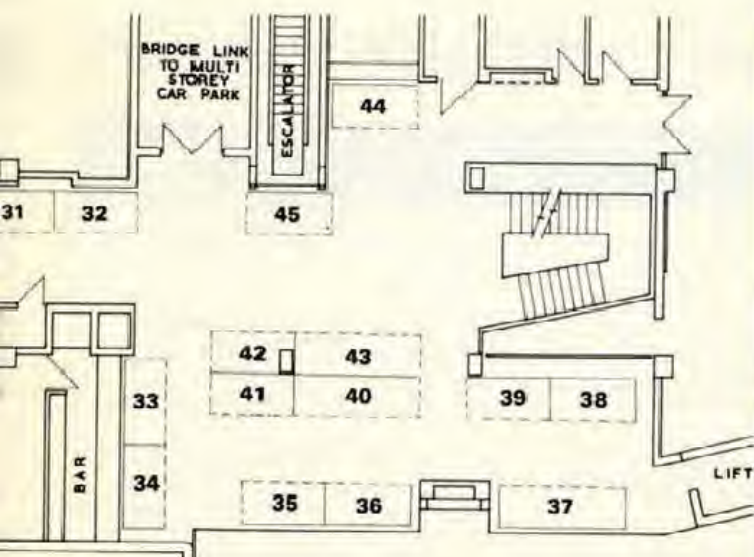 BRIDGE LINK
TO MULTI
STOREY
CAR PARK
ESCALATOR
44
31
32
45
42
43
41
40
39
38
33
34
BAR
35
36
37
LIFT